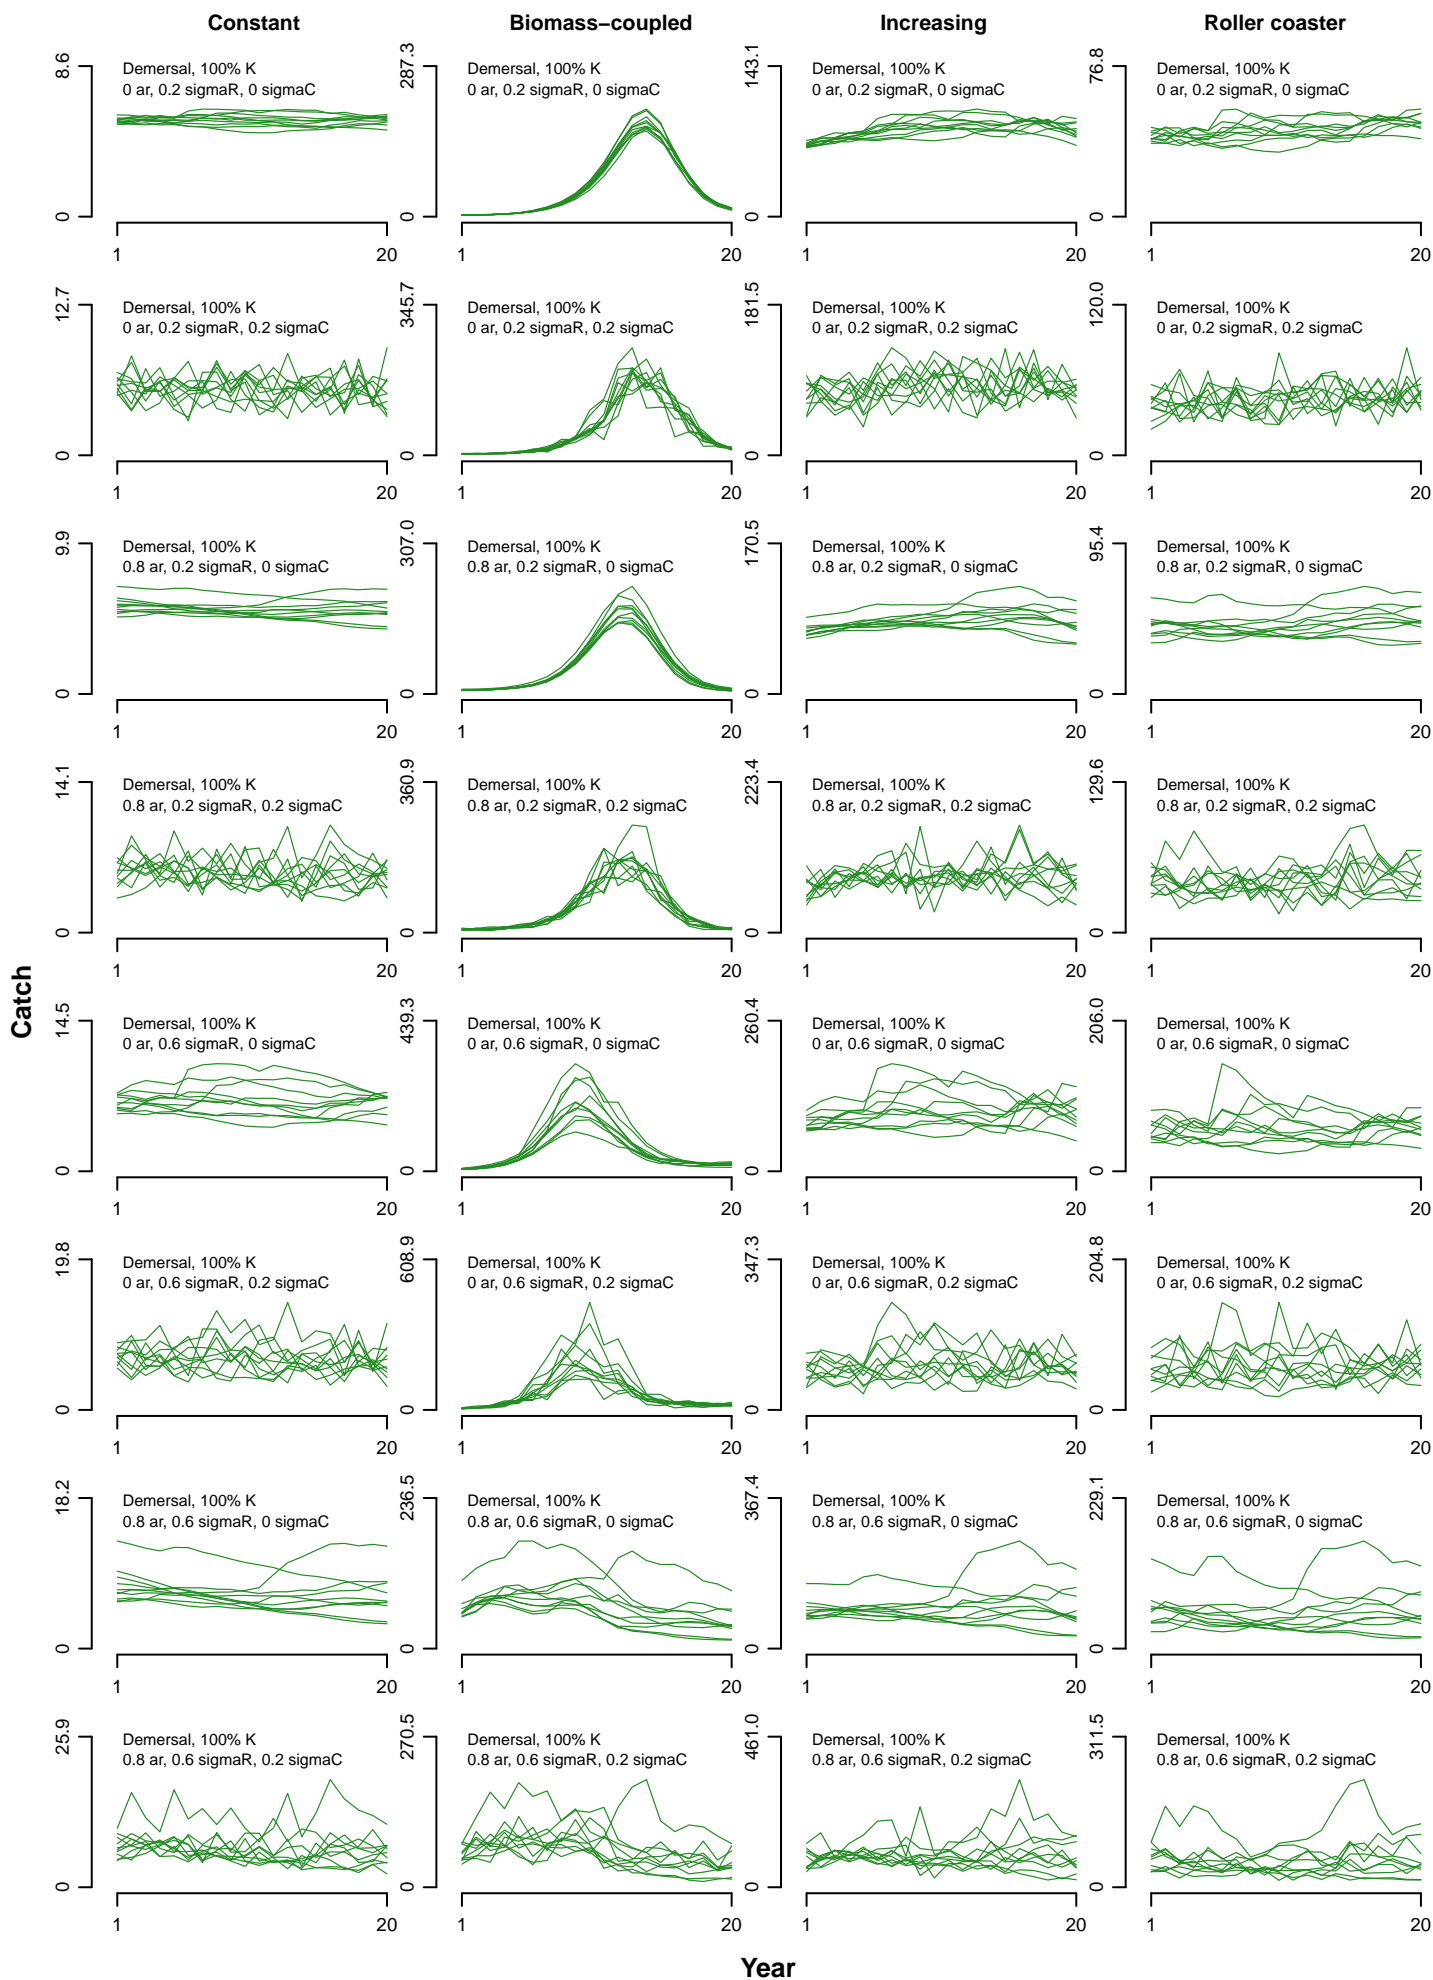 Constant
Biomass–coupled
Increasing
Roller coaster
8.6
0
Demersal, 100% K
0 ar, 0.2 sigmaR, 0 sigmaC
1
20
287.3
0
Demersal, 100% K
0 ar, 0.2 sigmaR, 0 sigmaC
1
20
143.1
0
Demersal, 100% K
0 ar, 0.2 sigmaR, 0 sigmaC
1
20
76.8
0
Demersal, 100% K
0 ar, 0.2 sigmaR, 0 sigmaC
1
20
12.7
0
Demersal, 100% K
0 ar, 0.2 sigmaR, 0.2 sigmaC
1
20
345.7
0
Demersal, 100% K
0 ar, 0.2 sigmaR, 0.2 sigmaC
1
20
181.5
0
Demersal, 100% K
0 ar, 0.2 sigmaR, 0.2 sigmaC
1
20
120.0
0
Demersal, 100% K
0 ar, 0.2 sigmaR, 0.2 sigmaC
1
20
9.9
0
Demersal, 100% K
0.8 ar, 0.2 sigmaR, 0 sigmaC
1
20
307.0
0
Demersal, 100% K
0.8 ar, 0.2 sigmaR, 0 sigmaC
1
20
170.5
0
Demersal, 100% K
0.8 ar, 0.2 sigmaR, 0 sigmaC
1
20
95.4
0
Demersal, 100% K
0.8 ar, 0.2 sigmaR, 0 sigmaC
1
20
14.1
0
Demersal, 100% K
0.8 ar, 0.2 sigmaR, 0.2 sigmaC
1
20
360.9
0
Demersal, 100% K
0.8 ar, 0.2 sigmaR, 0.2 sigmaC
1
20
223.4
0
Demersal, 100% K
0.8 ar, 0.2 sigmaR, 0.2 sigmaC
1
20
129.6
0
Demersal, 100% K
0.8 ar, 0.2 sigmaR, 0.2 sigmaC
1
20
Catch
14.5
0
Demersal, 100% K
0 ar, 0.6 sigmaR, 0 sigmaC
1
20
439.3
0
Demersal, 100% K
0 ar, 0.6 sigmaR, 0 sigmaC
1
20
260.4
0
Demersal, 100% K
0 ar, 0.6 sigmaR, 0 sigmaC
1
20
206.0
0
Demersal, 100% K
0 ar, 0.6 sigmaR, 0 sigmaC
1
20
19.8
0
Demersal, 100% K
0 ar, 0.6 sigmaR, 0.2 sigmaC
1
20
608.9
0
Demersal, 100% K
0 ar, 0.6 sigmaR, 0.2 sigmaC
1
20
347.3
0
Demersal, 100% K
0 ar, 0.6 sigmaR, 0.2 sigmaC
1
20
204.8
0
Demersal, 100% K
0 ar, 0.6 sigmaR, 0.2 sigmaC
1
20
18.2
0
Demersal, 100% K
0.8 ar, 0.6 sigmaR, 0 sigmaC
1
20
236.5
0
Demersal, 100% K
0.8 ar, 0.6 sigmaR, 0 sigmaC
1
20
367.4
0
Demersal, 100% K
0.8 ar, 0.6 sigmaR, 0 sigmaC
1
20
229.1
0
Demersal, 100% K
0.8 ar, 0.6 sigmaR, 0 sigmaC
1
20
25.9
0
Demersal, 100% K
0.8 ar, 0.6 sigmaR, 0.2 sigmaC
1
20
270.5
0
Demersal, 100% K
0.8 ar, 0.6 sigmaR, 0.2 sigmaC
1
20
461.0
0
Demersal, 100% K
0.8 ar, 0.6 sigmaR, 0.2 sigmaC
1
20
311.5
0
Demersal, 100% K
0.8 ar, 0.6 sigmaR, 0.2 sigmaC
1
20
Year